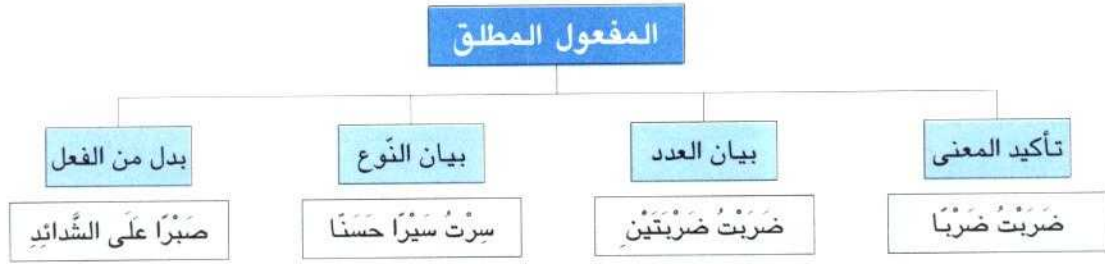 المفعول المطلق
تأكيد المعنى
بيان العدد
بيان النّوع
بدل من الفعل
ضَرَبْتُ ضَرْبًا
ضَرَبْتُ ضَرْبَتَيْنِ
سِرْتُ سَيْرًا حَسَنًا
صَبْرًا عَلَى الشَّدائِدِ